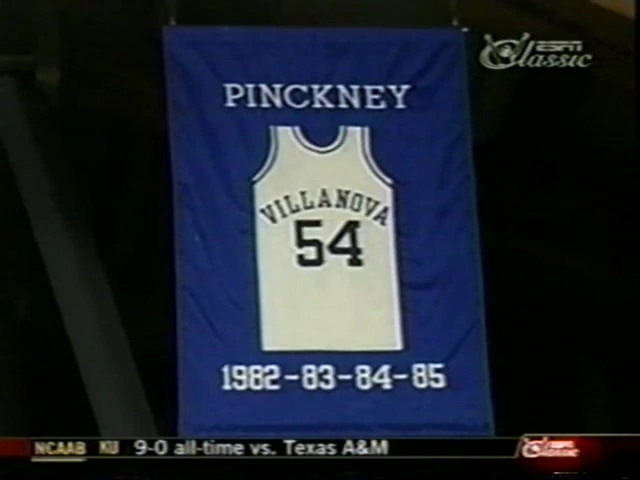 ESPN
Classic
PINCKNEY
VILLANOVA
54
1982-83-84-85
NCAAB KU 9-0 all-time vs. Texas A&M
ESPN
Classic